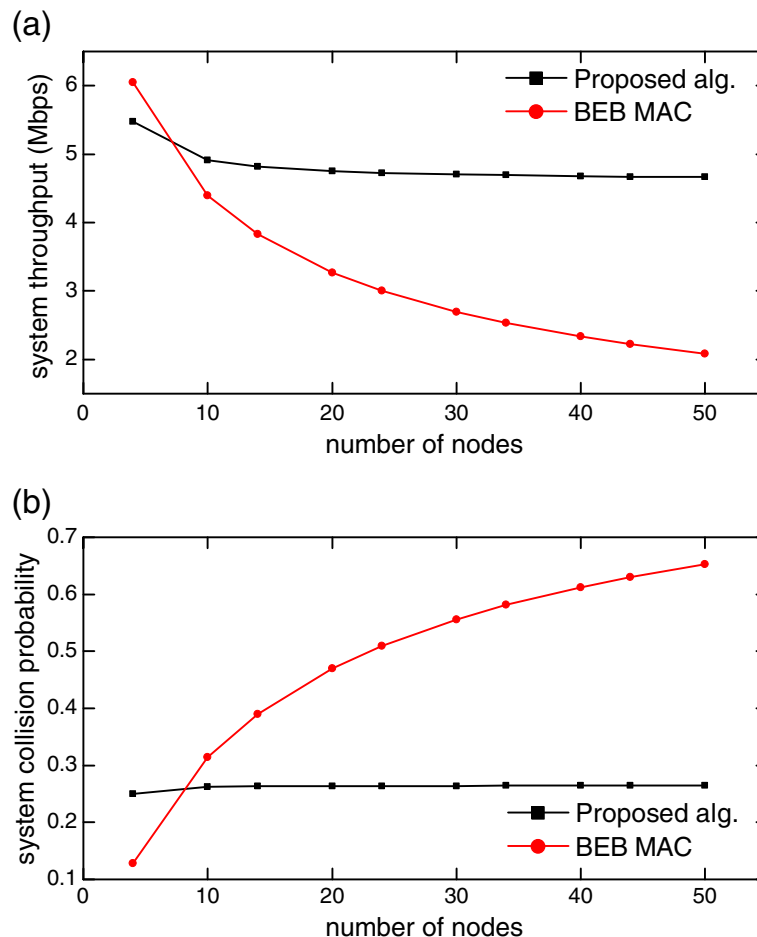 (a)
6
5
4
3
2
system throughput (Mbps)
Proposed alg.
BEB MAC
0 10 20 30 40 50
number of nodes
(b)
0.7
0.6
0.5
0.4
0.3
0.2
0.1
system collision probability
Proposed alg.
BEB MAC
0 10 20 30 40 50
number of nodes